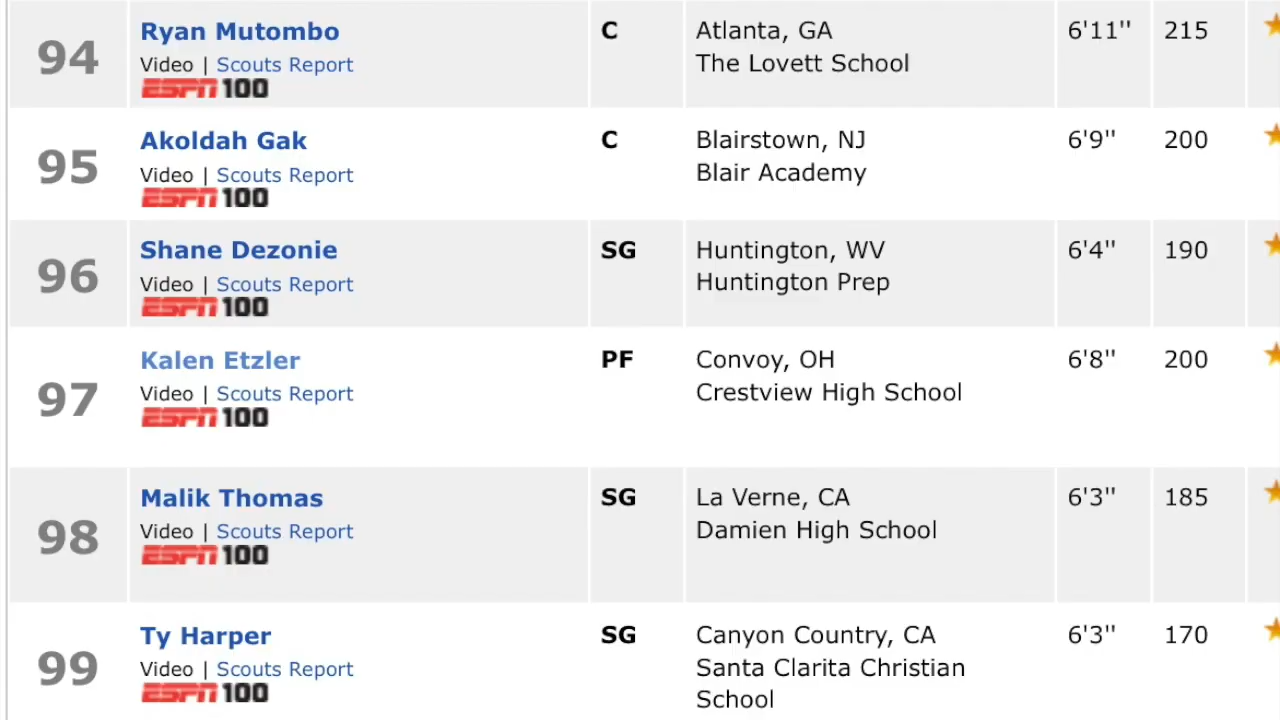 94
Ryan Mutombo
Video | Scouts Report
ESPN 100
C
Atlanta, GA
The Lovett School
6'11''
215
95
Akoldah Gak
Video | Scouts Report
ESPN 100
C
Blairstown, NJ
Blair Academy
6'9''
200
96
Shane Dezonie
Video | Scouts Report
ESPN 100
SG
Huntington, WV
Huntington Prep
6'4''
190
97
Kalen Etzler
Video | Scouts Report
ESPN 100
PF
Convoy, OH
Crestview High School
6'8''
200
98
Malik Thomas
Video | Scouts Report
ESPN 100
SG
La Verne, CA
Damien High School
6'3''
185
99
Ty Harper
Video | Scouts Report
ESPN 100
SG
Canyon Country, CA
Santa Clarita Christian
School
6'3''
170